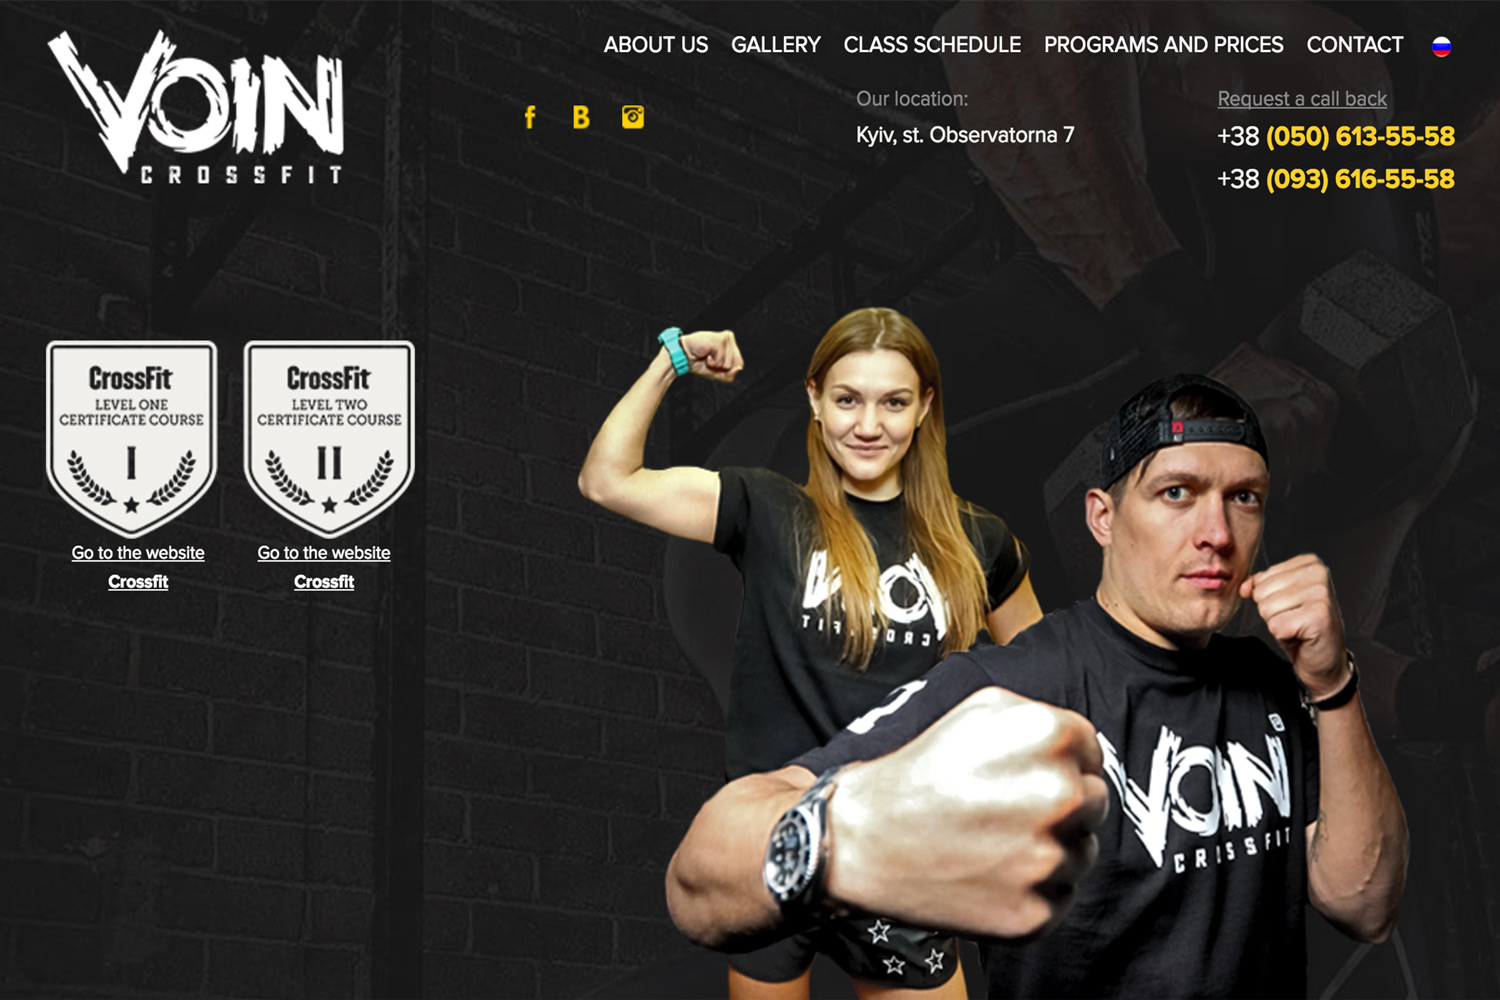 VOIN
CROSSFIT
ABOUT US GALLERY CLASS SCHEDULE PROGRAMS AND PRICES CONTACT
Our location:
Kyiv, st. Observatorna 7
Request a call back
+38 (050) 613-55-58
+38 (093) 616-55-58
CrossFit
LEVEL ONE
CERTIFICATE COURSE
I
Go to the website
Crossfit
CrossFit
LEVEL TWO
CERTIFICATE COURSE
II
Go to the website
Crossfit
VOIN
CROSSFIT